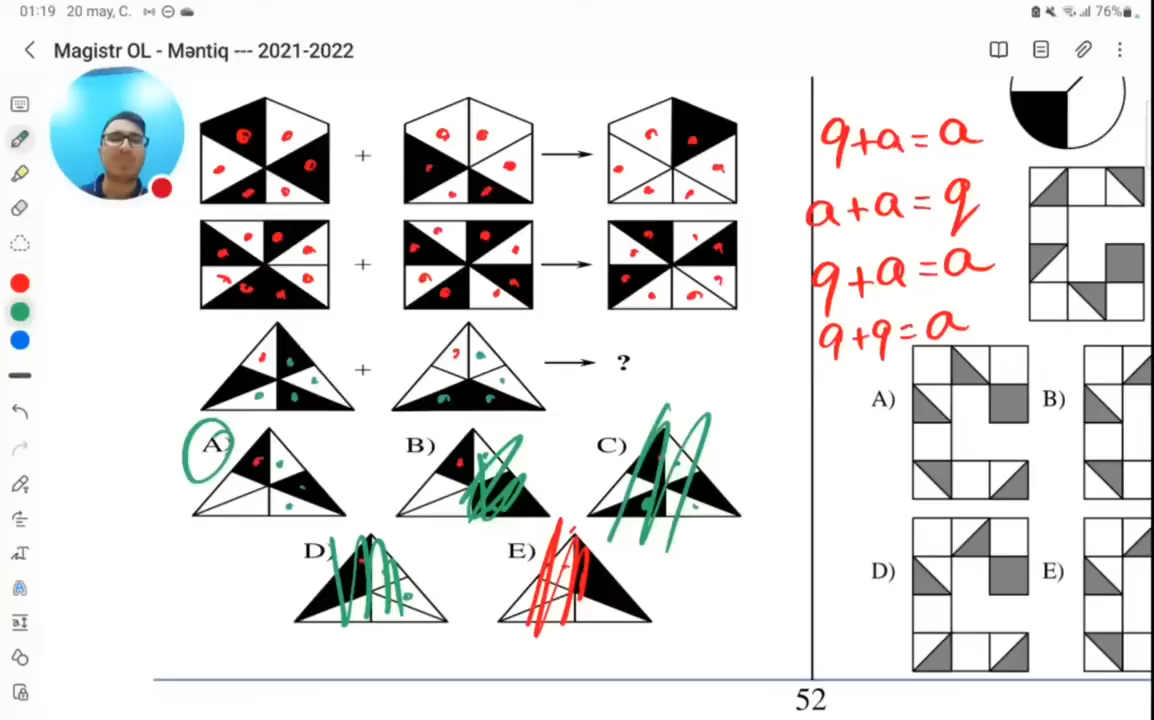 01:19 20 may, C.
76%
Magistr OL - Məntiq --- 2021-2022
+
+
+
?
A)
B)
C)
D)
E)
q+a=a
a+a=q
q+a=a
q+q=a
A)
B)
D)
E)
52